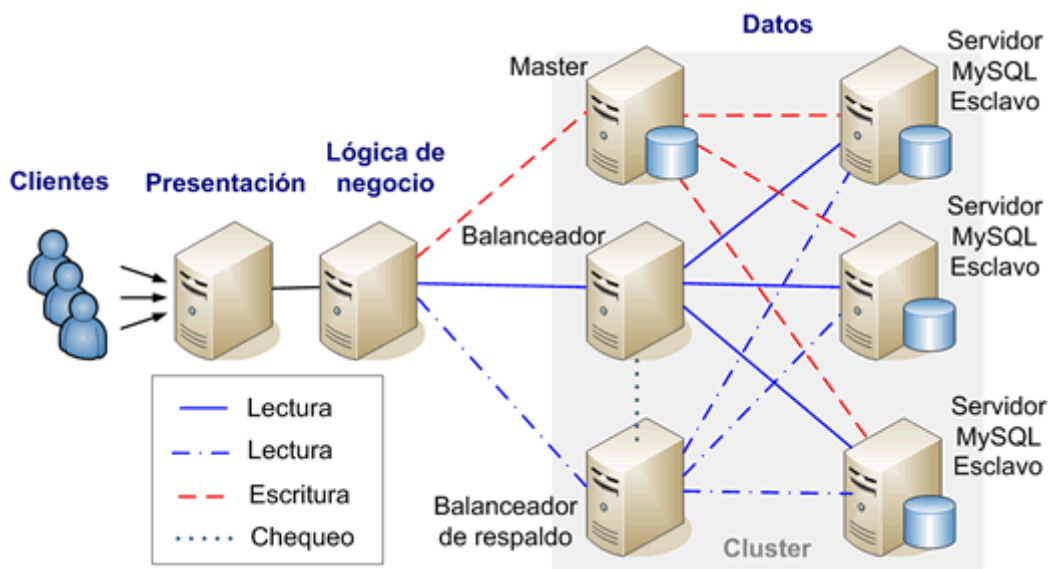 Datos
Servidor
MySQL
Esclavo
Master
Lógica de
negocio
Clientes
Presentación
Servidor
MySQL
Esclavo
Balanceador
Lectura
Lectura
Escritura
Chequeo
Servidor
MySQL
Esclavo
Balanceador
de respaldo
Cluster